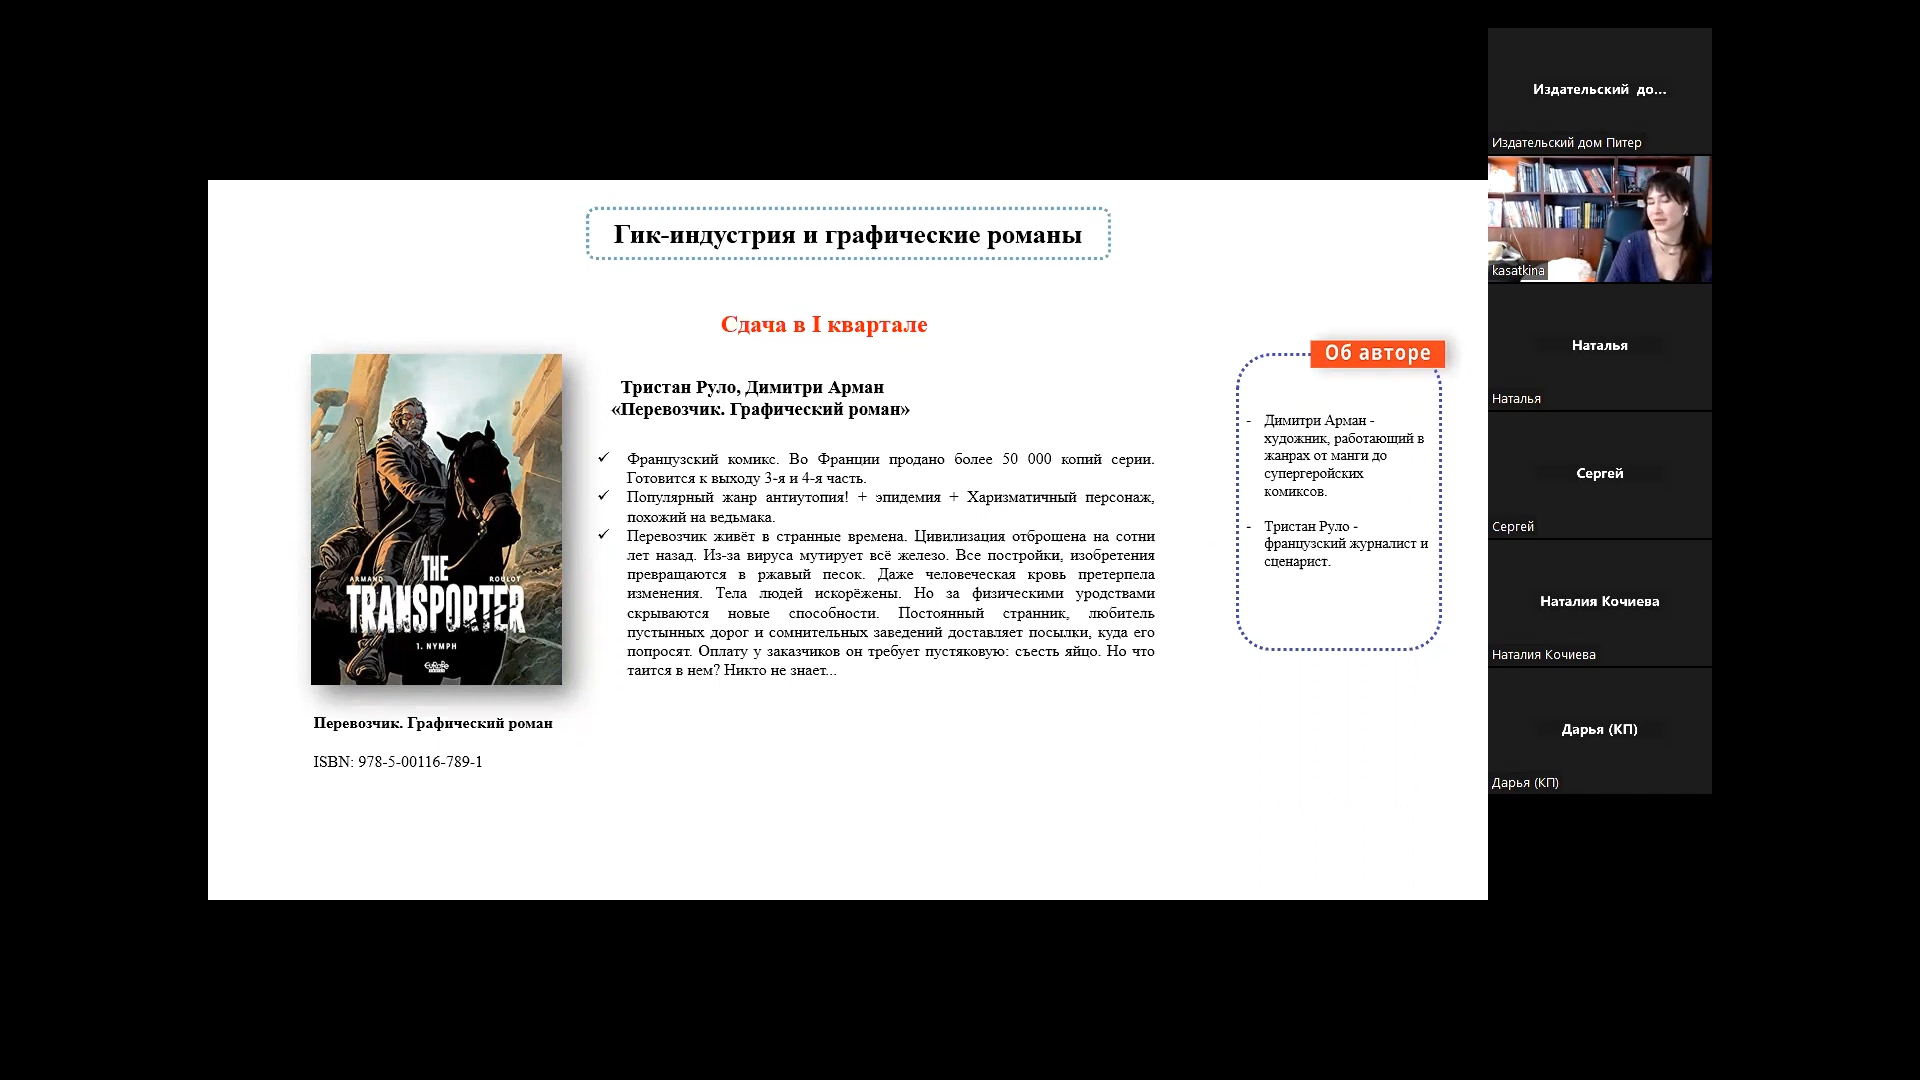 Гик-индустрия и графические романы
Сдача в I квартале
Тристан Руло, Димитри Арман
«Перевозчик. Графический роман»
✓ Французский комикс. Во Франции продано более 50 000 копий серии.
Готовится к выходу 3-я и 4-я часть.
✓ Популярный жанр антиутопия! + эпидемия + Харизматичный персонаж,
похожий на ведьмака.
✓ Перевозчик живёт в странные времена. Цивилизация отброшена на сотни
лет назад. Из-за вируса мутирует всё железо. Все постройки, изобретения
превращаются в ржавый песок. Даже человеческая кровь претерпела
изменения. Тела людей искорёжены. Но за физическими уродствами
скрываются новые способности. Постоянный странник, любитель
пустынных дорог и сомнительных заведений доставляет посылки, куда его
попросят. Оплату у заказчиков он требует пустяковую: съесть яйцо. Но что
таится в нем? Никто не знает...
ARMAND
ROULOT
THE
TRANSPORTER
1. NYMPH
EUROPE
COMICS
Перевозчик. Графический роман
ISBN: 978-5-00116-789-1
Об авторе
- Димитри Арман -
художник, работающий в
жанрах от манги до
супергеройских
комиксов.
- Тристан Руло -
французский журналист и
сценарист.
Издательский до...
Издательский дом Питер
kasatkina
Наталья
Наталья
Сергей
Сергей
Наталия Кочиева
Наталия Кочиева
Дарья (КП)
Дарья (КП)